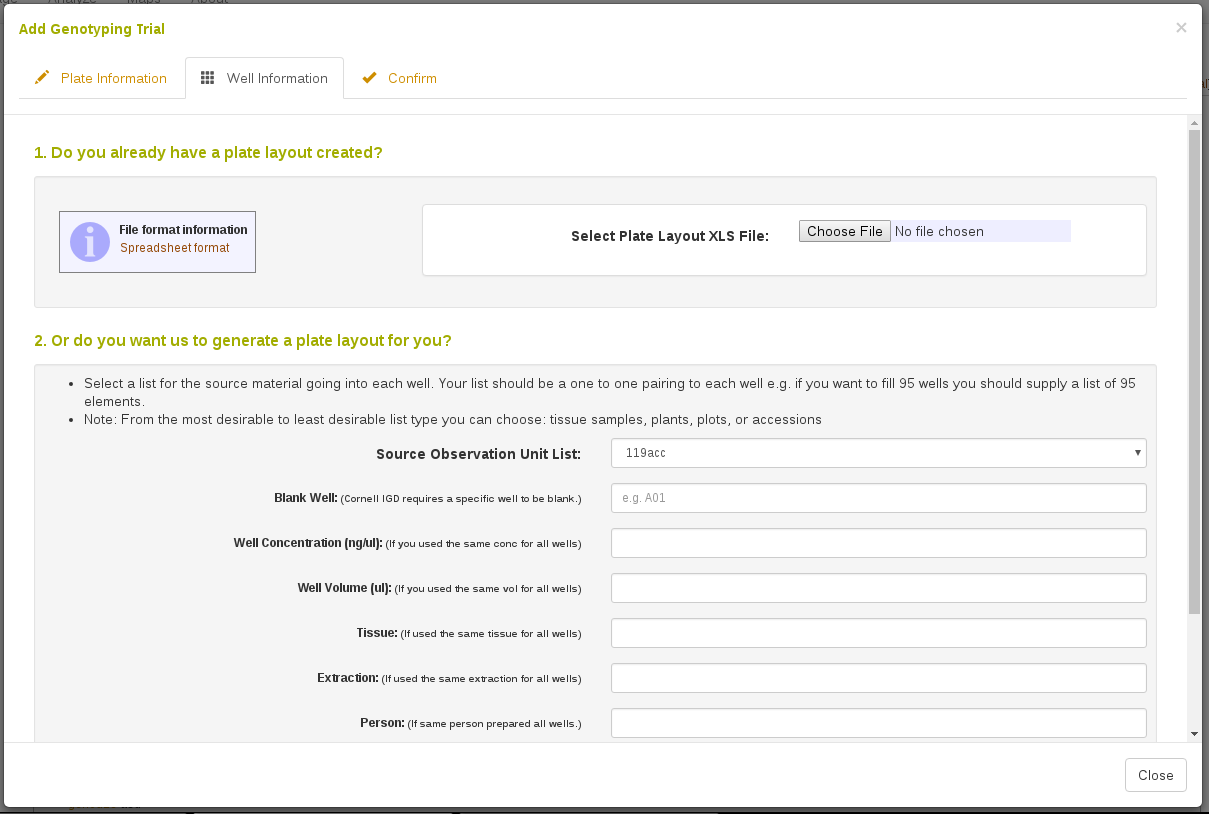 Analyze Maps About
Add Genotyping Trial ×
Plate Information Well Information Confirm
1. Do you already have a plate layout created?
File format information
Spreadsheet format
Select Plate Layout XLS File: Choose File No file chosen
2. Or do you want us to generate a plate layout for you?
• Select a list for the source material going into each well. Your list should be a one to one pairing to each well e.g. if you want to fill 95 wells you should supply a list of 95
elements.
• Note: From the most desirable to least desirable list type you can choose: tissue samples, plants, plots, or accessions
Source Observation Unit List: 119acc
Blank Well: (Cornell IGD requires a specific well to be blank.) e.g. A01
Well Concentration (ng/ul): (If you used the same conc for all wells)
Well Volume (ul): (If you used the same vol for all wells)
Tissue: (If used the same tissue for all wells)
Extraction: (If used the same extraction for all wells)
Person: (If same person prepared all wells.)
Close